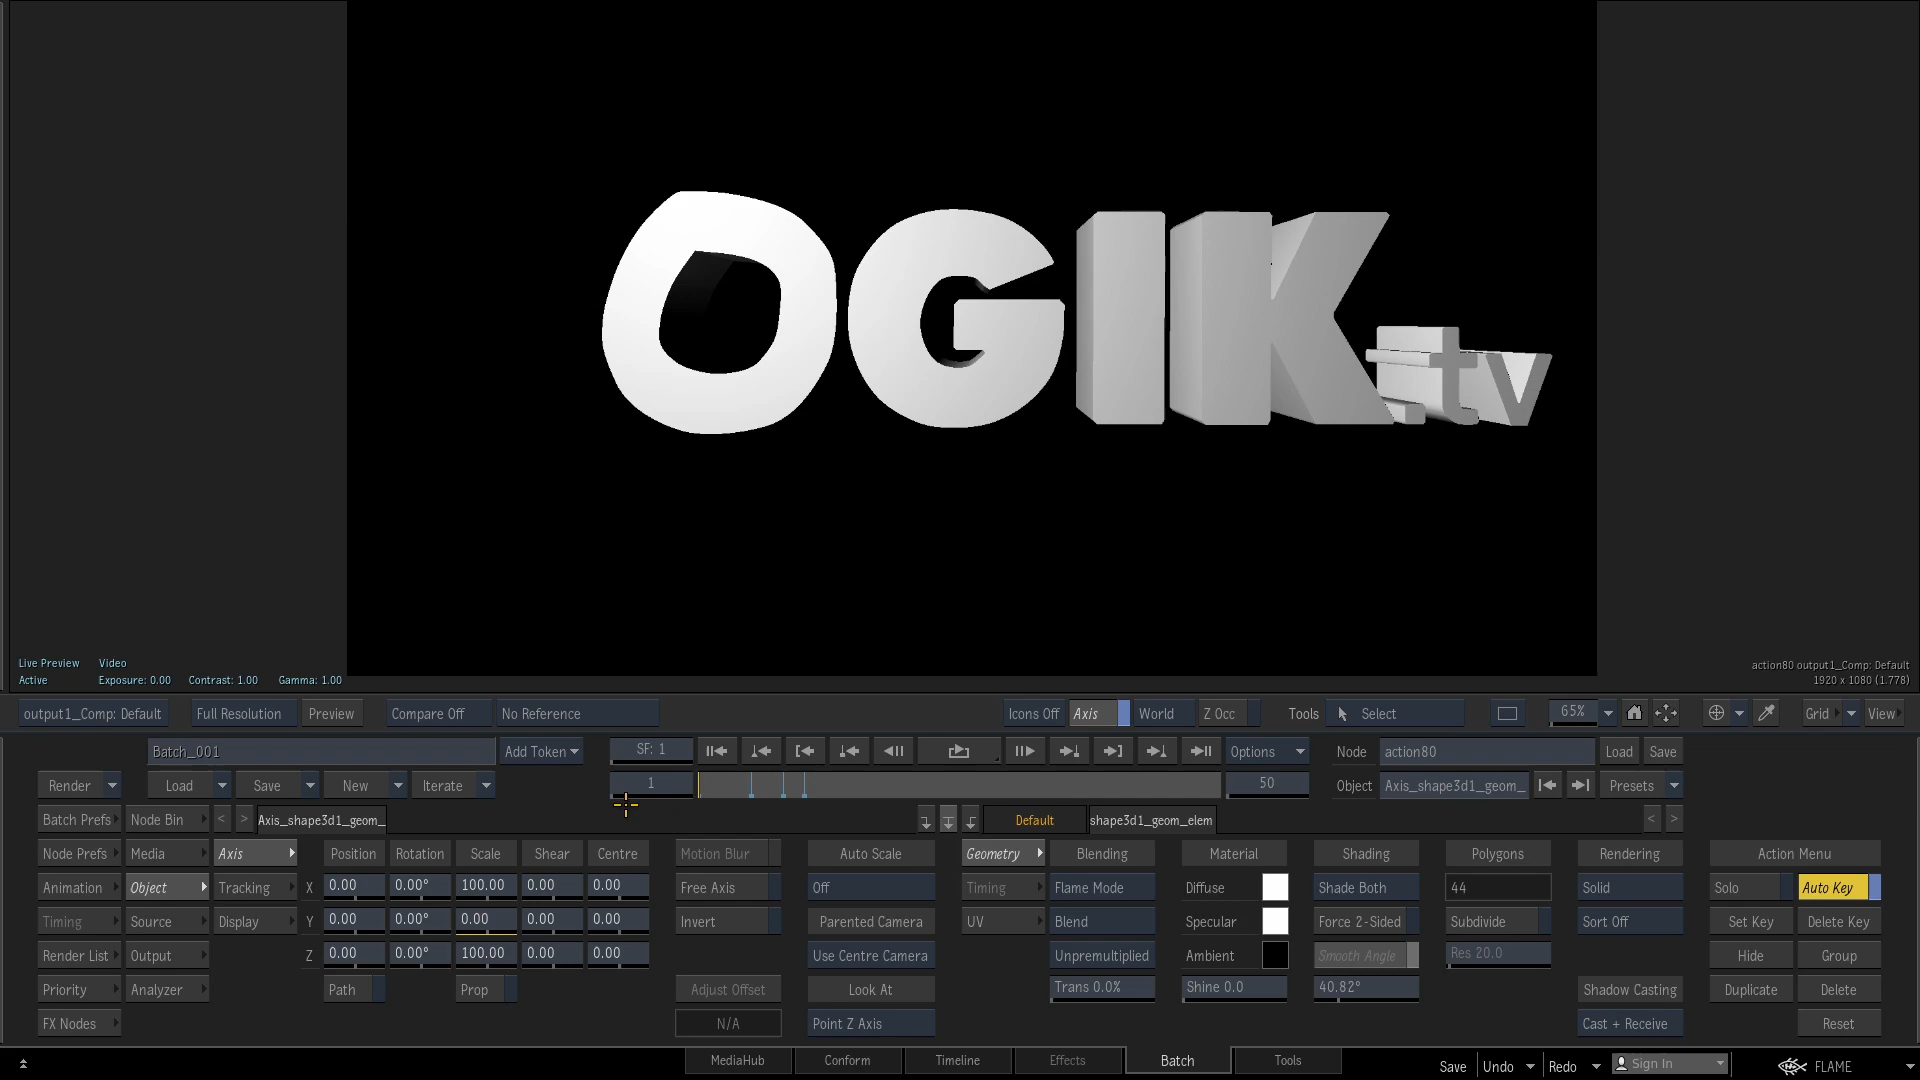 OGIK.tv
Live Preview Video
Active Exposure: 0.00 Contrast: 1.00 Gamma: 1.00
action80 output1_Comp: Default
1920 x 1080 (1.778)
output1_Comp: Default Full Resolution Preview Compare Off No Reference Icons Off Axis World Z Occ Tools Select 65% Grid View
Batch_001 Add Token SF: 1 Options Node action80 Load Save
Render Load Save New Iterate 1 50 Object Axis_shape3d1_geom_ Presets
Batch Prefs Node Bin < > Axis_shape3d1_geom_ Default shape3d1_geom_elem < >
Node Prefs Media Axis Position Rotation Scale Shear Centre Motion Blur Auto Scale Geometry Blending Material Shading Polygons Rendering Action Menu
Animation Object Tracking X 0.00 0.00° 100.00 0.00 0.00 Free Axis Off Timing Flame Mode Diffuse Shade Both 44 Solid Solo Auto Key
Timing Source Display Y 0.00 0.00° 0.00 0.00 0.00 Invert Parented Camera UV Blend Specular Force 2-Sided Subdivide Sort Off Set Key Delete Key
Render List Output Z 0.00 0.00° 100.00 0.00 0.00 Use Centre Camera Unpremultiplied Ambient Smooth Angle Res 20.0 Hide Group
Priority Analyzer Path Prop Adjust Offset Look At Trans 0.0% Shine 0.0 40.82° Shadow Casting Duplicate Delete
FX Nodes N/A Point Z Axis Cast + Receive Reset
MediaHub Conform Timeline Effects Batch Tools Save Undo Redo Sign In FLAME